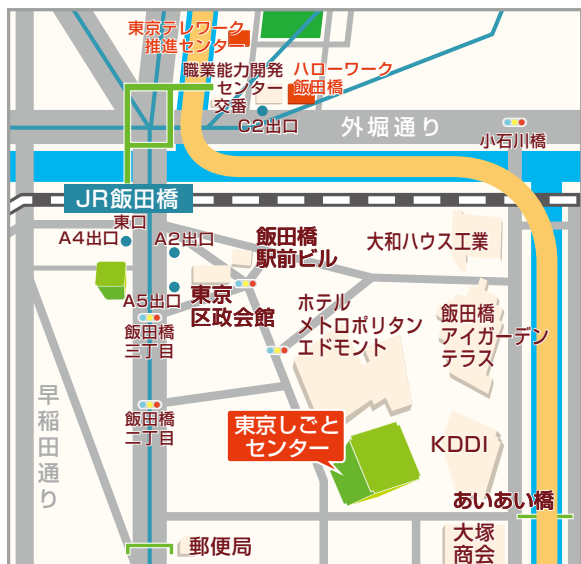 東京テレワーク
推進センター
職業能力開発
センター
ハローワーク
飯田橋
交番
C2出口
外堀通り
小石川橋
JR飯田橋
東口
A4出口
A2出口
飯田橋
駅前ビル
大和ハウス工業
A5出口
東京
区政会館
ホテル
メトロポリタン
エドモント
飯田橋
アイガーデン
テラス
飯田橋
三丁目
早稲田通り
飯田橋
二丁目
東京しごと
センター
KDDI
あいあい橋
郵便局
大塚
商会